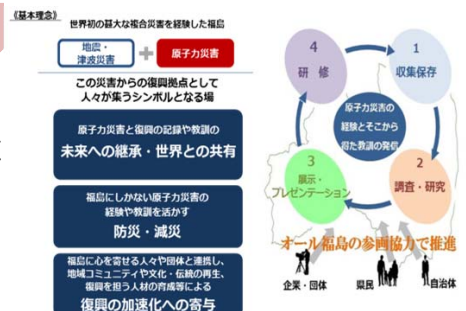 《基本理念》
世界初の甚大な複合災害を経験した福島
地震・
津波災害
+
原子力災害
この災害からの復興拠点として
人々が集うシンボルとなる場
原子力災害と復興の記録や教訓の
未来への継承・世界との共有
福島にしかない原子力災害の
経験や教訓を活かす
防災・減災
福島に心を寄せる人々や団体と連携し、
地域コミュニティや文化・伝統の再生、
復興を担う人材の育成等による
復興の加速化への寄与
4
研 修
1
収集保存
原子力災害の
経験とそこから
得た教訓の発信
3
展示・
プレゼンテーション
2
調査・研究
オール福島の参画協力で推進
企業・団体
県民
自治体